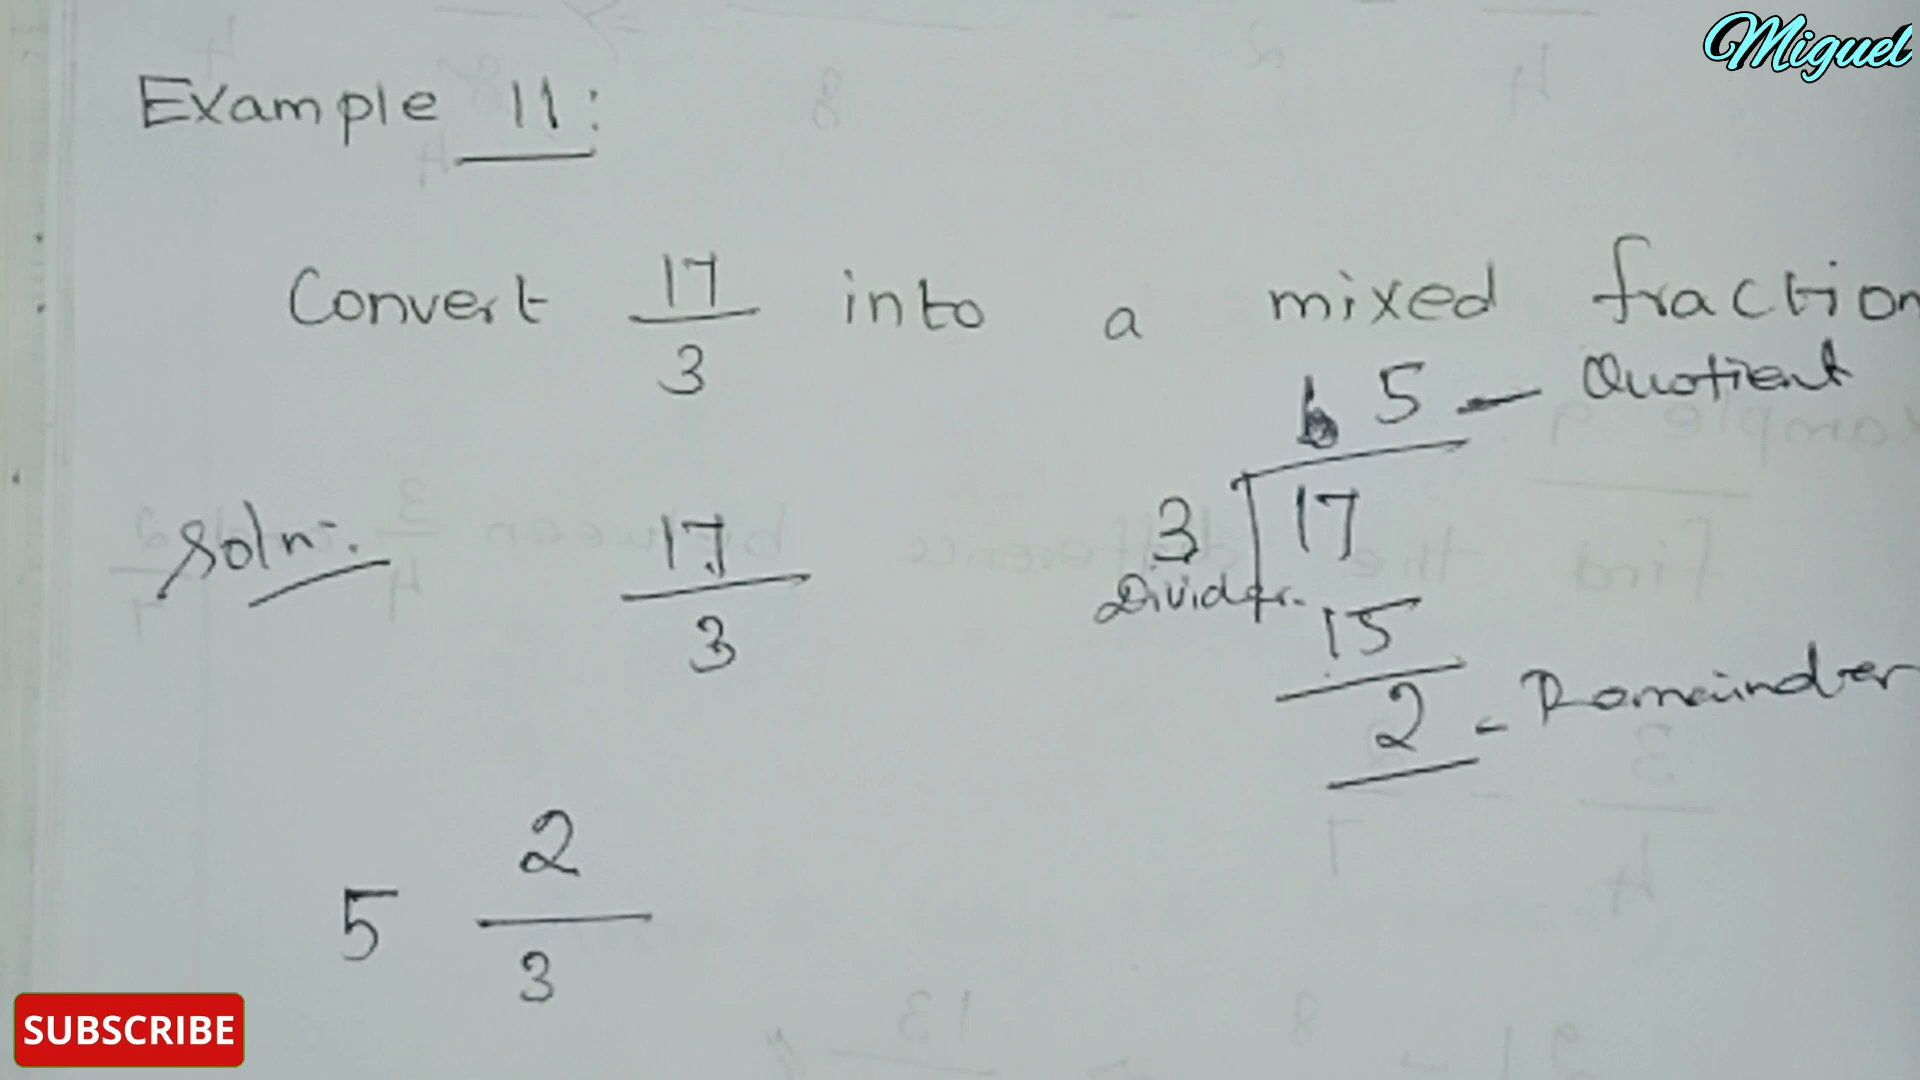 Miguel
Example 11:
Convert 17/3 into a mixed fraction
5 - Quotient
Soln:
17/3
3 17
Divider
15
2 - Remainder
5 2/3
SUBSCRIBE